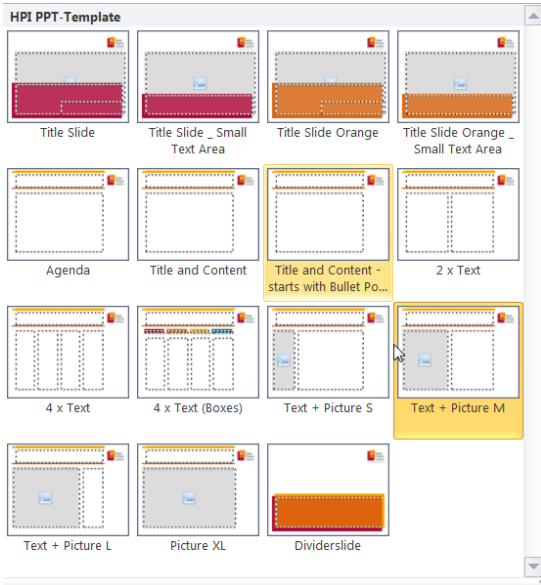 HPI PPT-Template
Title Slide
Title Slide _ Small
Text Area
Title Slide Orange
Title Slide Orange _
Small Text Area
Agenda
Title and Content
Title and Content -
starts with Bullet Po...
2 x Text
4 x Text
4 x Text (Boxes)
Text + Picture S
Text + Picture M
Text + Picture L
Picture XL
Dividerslide